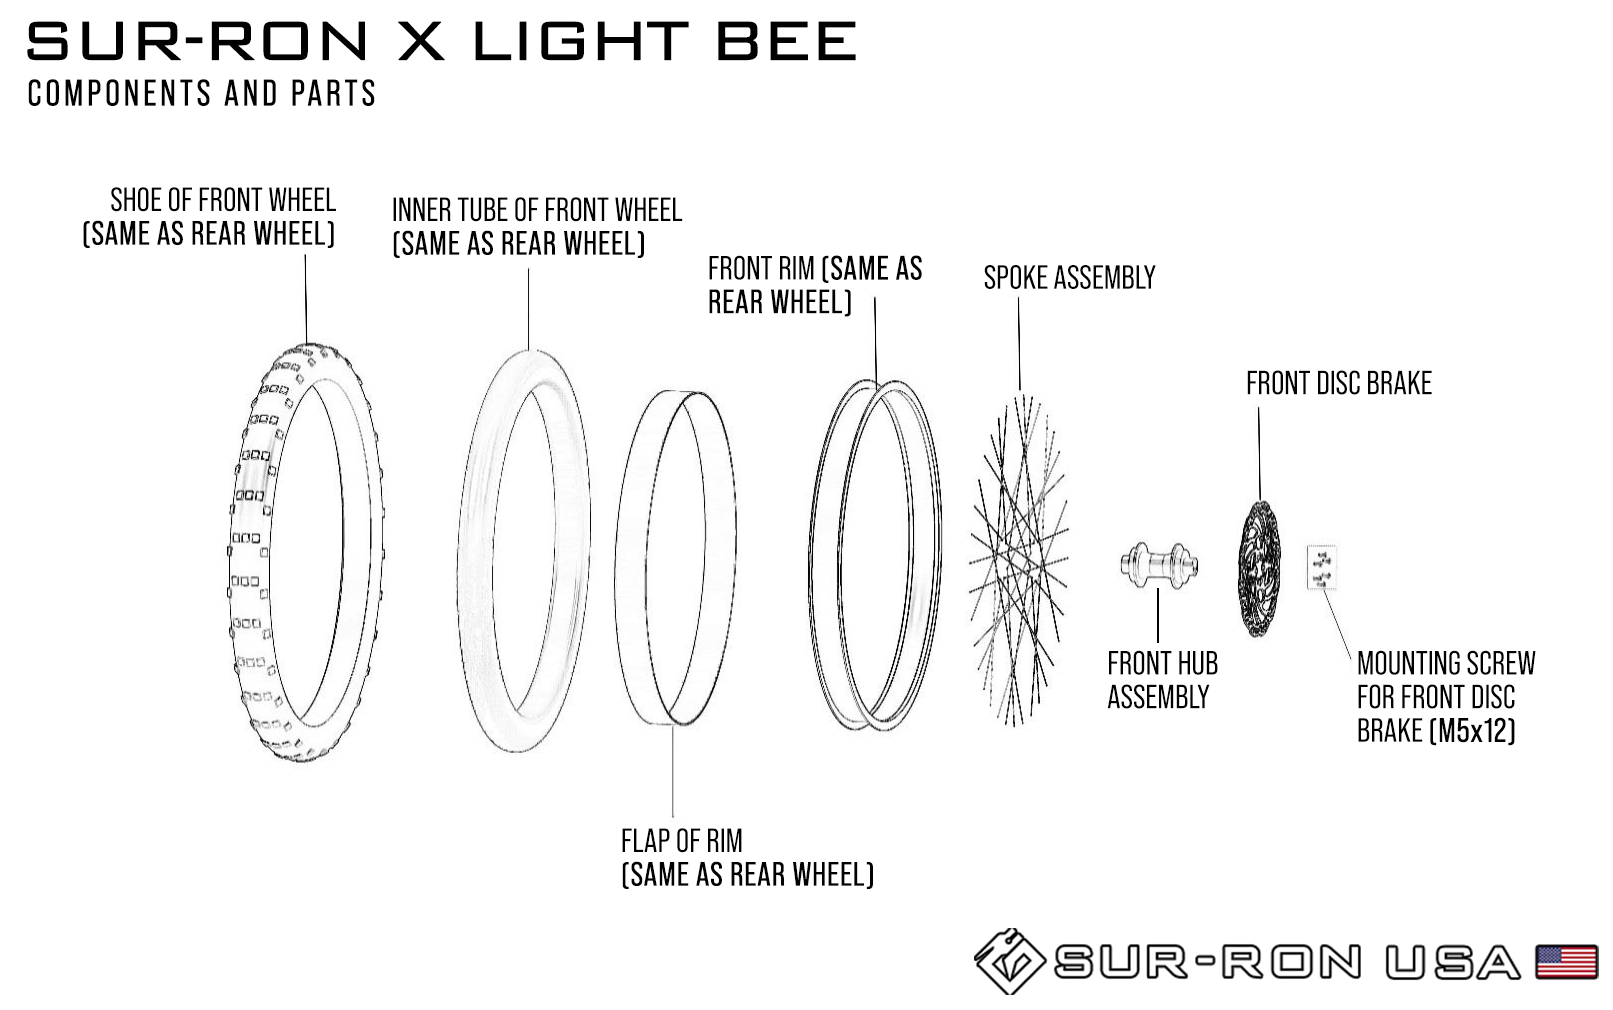 SUR-RON X LIGHT BEE
COMPONENTS AND PARTS
SHOE OF FRONT WHEEL
(SAME AS REAR WHEEL)
INNER TUBE OF FRONT WHEEL
(SAME AS REAR WHEEL)
FRONT RIM (SAME AS
REAR WHEEL)
SPOKE ASSEMBLY
FRONT DISC BRAKE
FRONT HUB
ASSEMBLY
MOUNTING SCREW
FOR FRONT DISC
BRAKE (M5x12)
FLAP OF RIM
(SAME AS REAR WHEEL)
SUR-RON USA